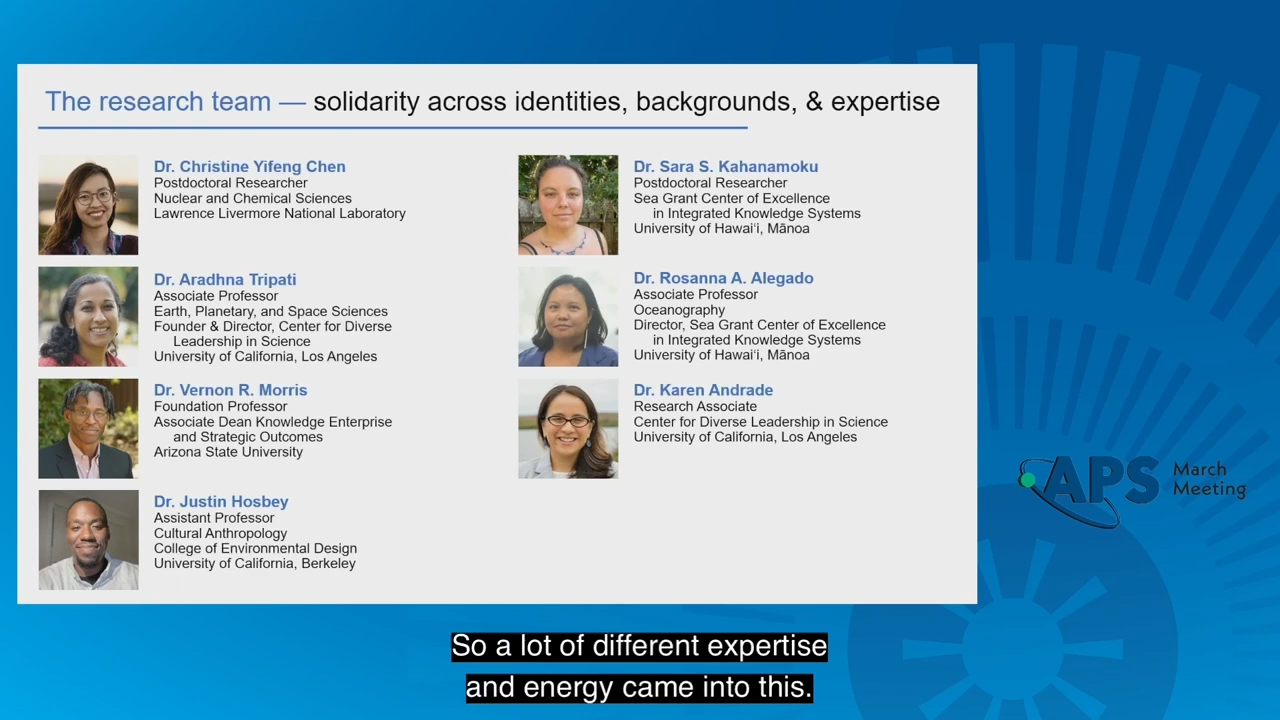 The research team — solidarity across identities, backgrounds, & expertise
Dr. Christine Yifeng Chen
Postdoctoral Researcher
Nuclear and Chemical Sciences
Lawrence Livermore National Laboratory
Dr. Aradhna Tripati
Associate Professor
Earth, Planetary, and Space Sciences
Founder & Director, Center for Diverse
Leadership in Science
University of California, Los Angeles
Dr. Vernon R. Morris
Foundation Professor
Associate Dean Knowledge Enterprise
and Strategic Outcomes
Arizona State University
Dr. Justin Hosbey
Assistant Professor
Cultural Anthropology
College of Environmental Design
University of California, Berkeley
Dr. Sara S. Kahanamoku
Postdoctoral Researcher
Sea Grant Center of Excellence
in Integrated Knowledge Systems
University of Hawaiʻi, Mānoa
Dr. Rosanna A. Alegado
Associate Professor
Oceanography
Director, Sea Grant Center of Excellence
in Integrated Knowledge Systems
University of Hawaiʻi, Mānoa
Dr. Karen Andrade
Research Associate
Center for Diverse Leadership in Science
University of California, Los Angeles
APS March
Meeting
So a lot of different expertise
and energy came into this.